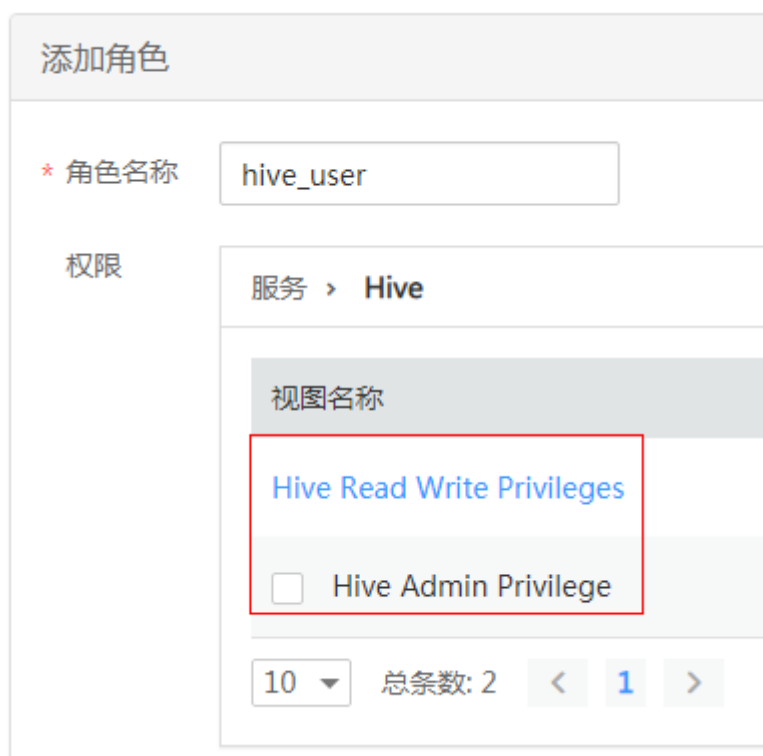 添加角色
* 角色名称 hive_user
权限
服务 › Hive
视图名称
Hive Read Write Privileges
Hive Admin Privilege
10 总条数: 2 < 1 >